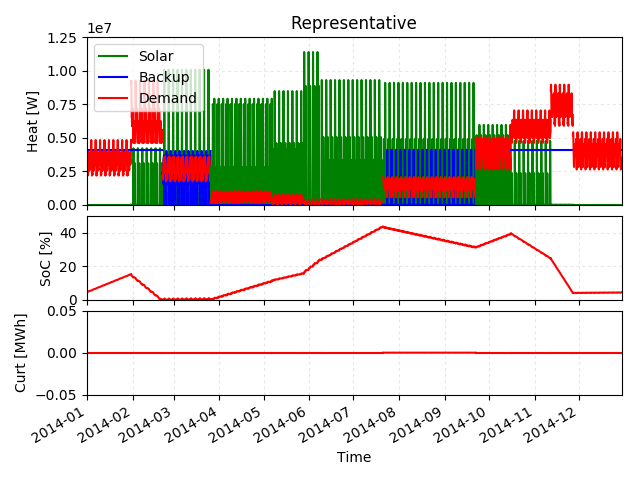 Representative
1e7
1.25
1.00
0.75
0.50
0.25
0.00
Heat [W]
Solar
Backup
Demand
40
20
0
SoC [%]
0.05
0.00
−0.05
Curt [MWh]
2014-01
2014-02
2014-03
2014-04
2014-05
2014-06
2014-07
2014-08
2014-09
2014-10
2014-11
2014-12
Time